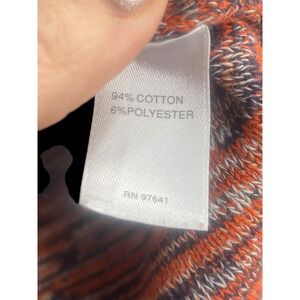 94% COTTON
6% POLYESTER
RN 97641